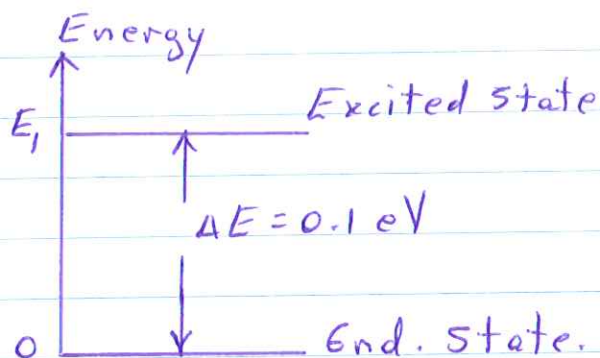 Energy
E₁ Excited state
ΔE = 0.1 eV
0 Gnd. State.